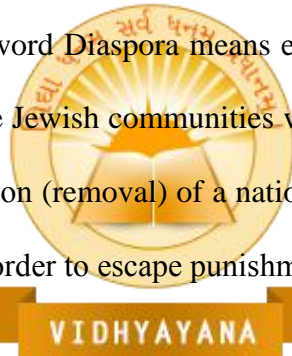 word Diaspora means e
e Jewish communities v
on (removal) of a natio
order to escape punishm
VIDHYAYANA